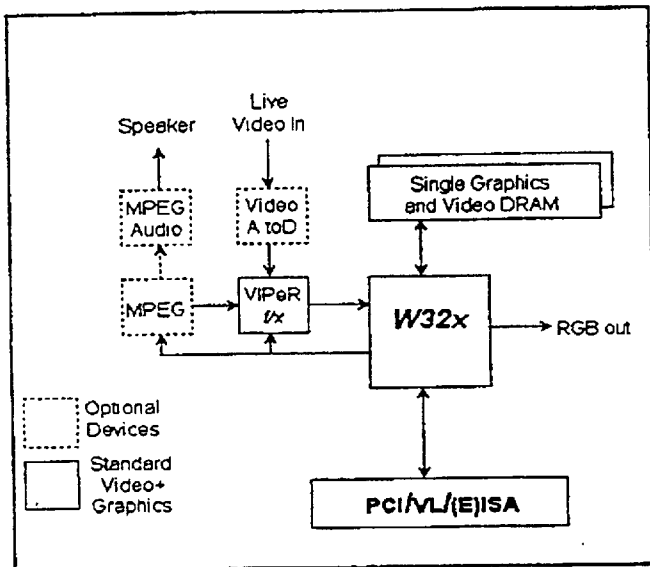 Speaker
Live
Video In
MPEG
Audio
Video
A toD
Single Graphics
and Video DRAM
MPEG
VIPeR
f/x
W32x
RGB out
Optional
Devices
Standard
Video+
Graphics
PCI/VL/(E)ISA